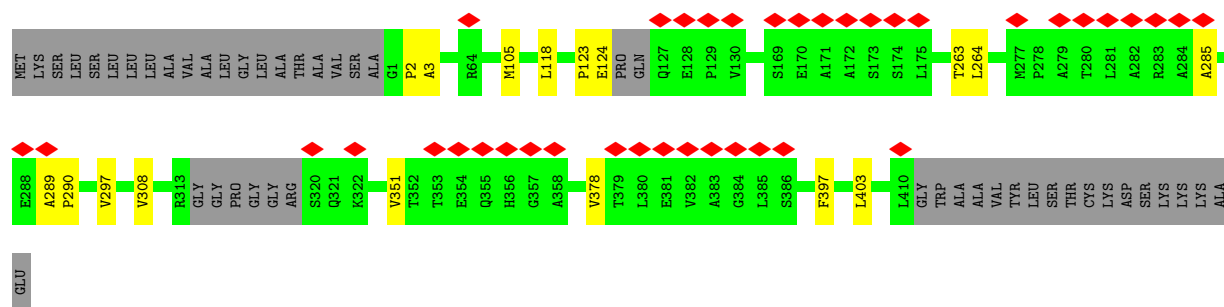 MET LYS SER LEU SER LEU LEU LEU ALA VAL ALA LEU GLY LEU ALA THR ALA VAL SER ALA G1 P2 A3 R64 M105 L118 P123 E124 PRO GLN Q127 E128 P129 V130 S169 E170 A171 A172 S173 S174 L175 T263 L264 M277 P278 A279 T280 L281 A282 R283 A284 A285
E288 A289 P290 V297 V308 R313 GLY GLY PRO GLY GLY ARG S320 Q321 K322 V351 T352 T353 E354 Q355 H356 G357 A358 V378 T379 L380 E381 V382 A383 G384 L385 S386 F397 L403 L410 GLY TRP ALA ALA VAL TYR LEU SER THR CYS LYS ASP SER LYS LYS LYS ALA
GLU